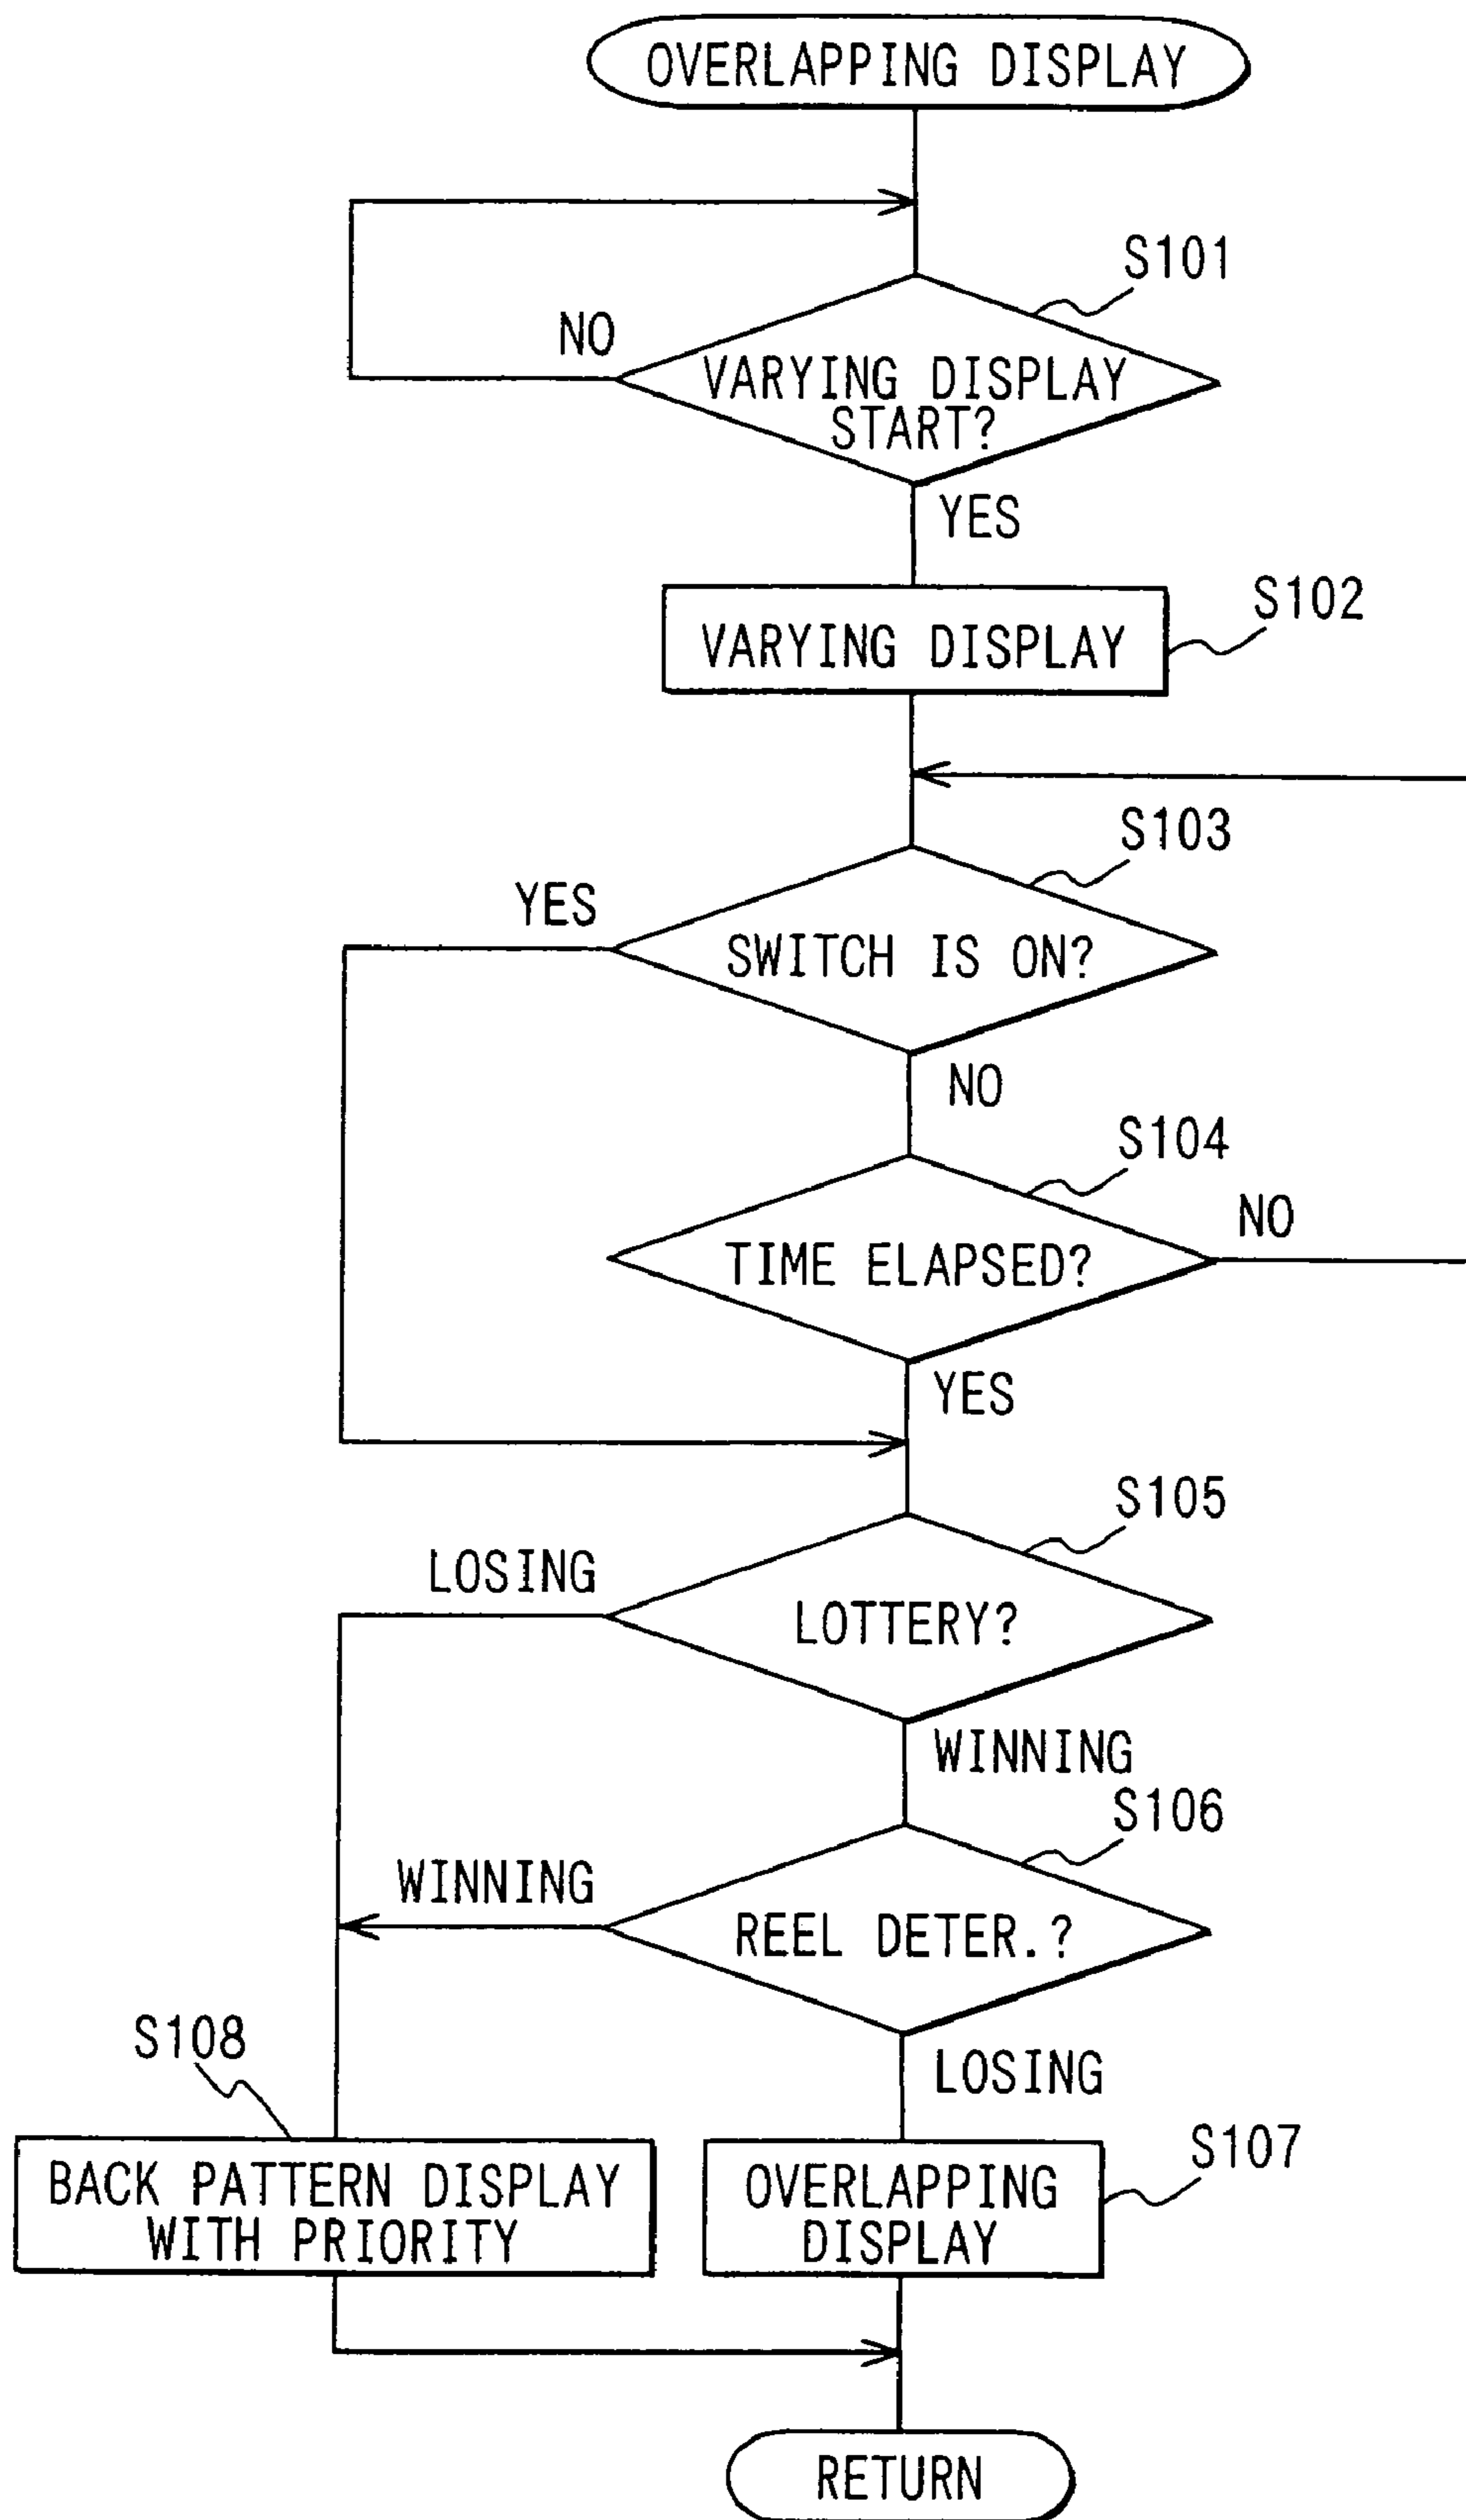 OVERLAPPING DISPLAY
S101
NO
VARYING DISPLAY
START?
YES
S102
VARYING DISPLAY
S103
YES
SWITCH IS ON?
NO
S104
NO
TIME ELAPSED?
YES
S105
LOSING
LOTTERY?
WINNING
S106
WINNING
REEL DETER.?
S108
LOSING
S107
BACK PATTERN DISPLAY
WITH PRIORITY
OVERLAPPING
DISPLAY
RETURN